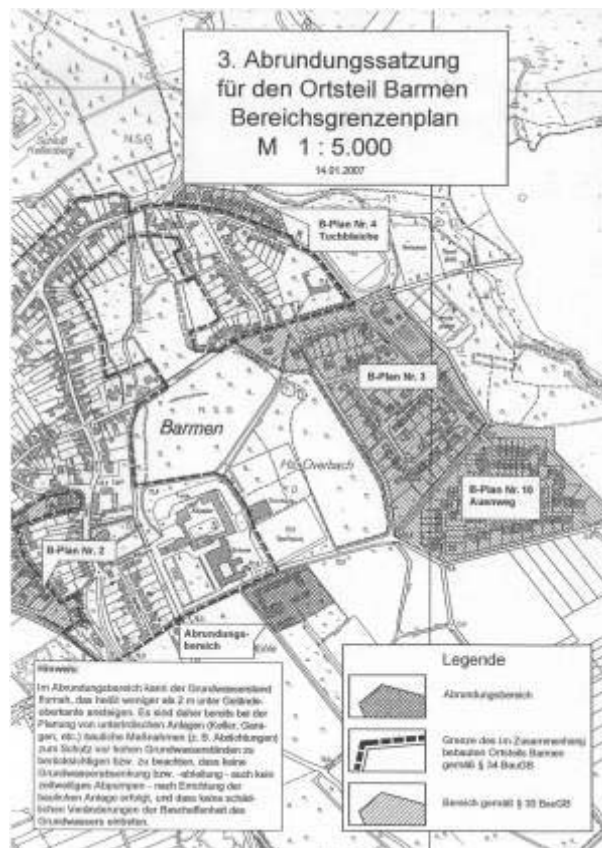 3. Abrundungssatzung
für den Ortsteil Barmen
Bereichsgrenzenplan
M 1 : 5.000
14.01.2007
Schloß
Kellenberg
N.S.G.
B-Plan Nr. 4
Tuchbleiche
B-Plan Nr. 3
N.S.G.
Barmen
Overbach
B-Plan Nr. 10
B-Plan Nr. 2
Abrundungs-
bereich
Hinweis:
Im Abrundungsbereich kann der Grundwasserstand
flurnah, das heißt weniger als 2 m unter Gelände-
oberkante ansteigen. Es sind daher bereits bei der
Planung von unterirdischen Anlagen (Keller, Gara-
gen, etc.) bauliche Maßnahmen (z. B. Abdichtungen)
zum Schutz vor hohen Grundwasserständen zu
berücksichtigen bzw. zu beachten, dass keine
Grundwasserabsenkung bzw. -ableitung - auch kein
zeitweiliges Abpumpen - nach Errichtung der
baulichen Anlage erfolgt, und dass keine schäd-
lichen Veränderungen der Beschaffenheit des
Grundwassers eintreten.
Legende
Abrundungsbereich
Grenze des im Zusammenhang
bebauten Ortsteils Barmen
gemäß § 34 BauGB
Bereich gemäß § 30 BauGB